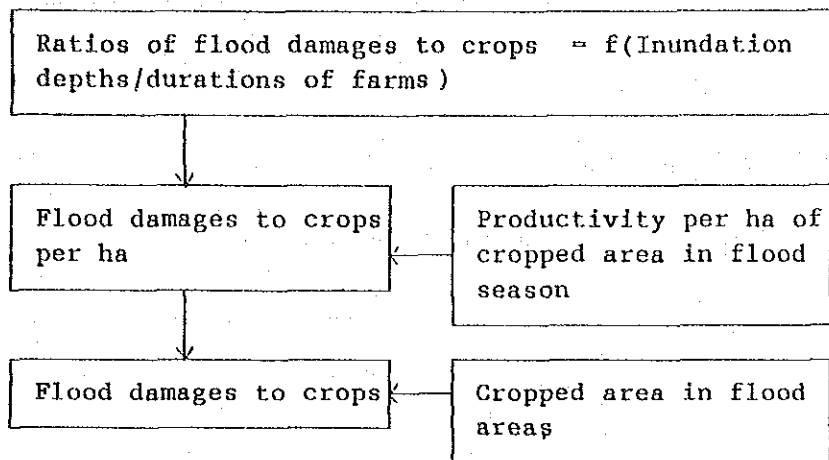 Ratios of flood damages to crops = f(Inundation
depths/durations of farms)
Flood damages to crops
per ha
Productivity per ha of
cropped area in flood
season
Flood damages to crops
Cropped area in flood
areas